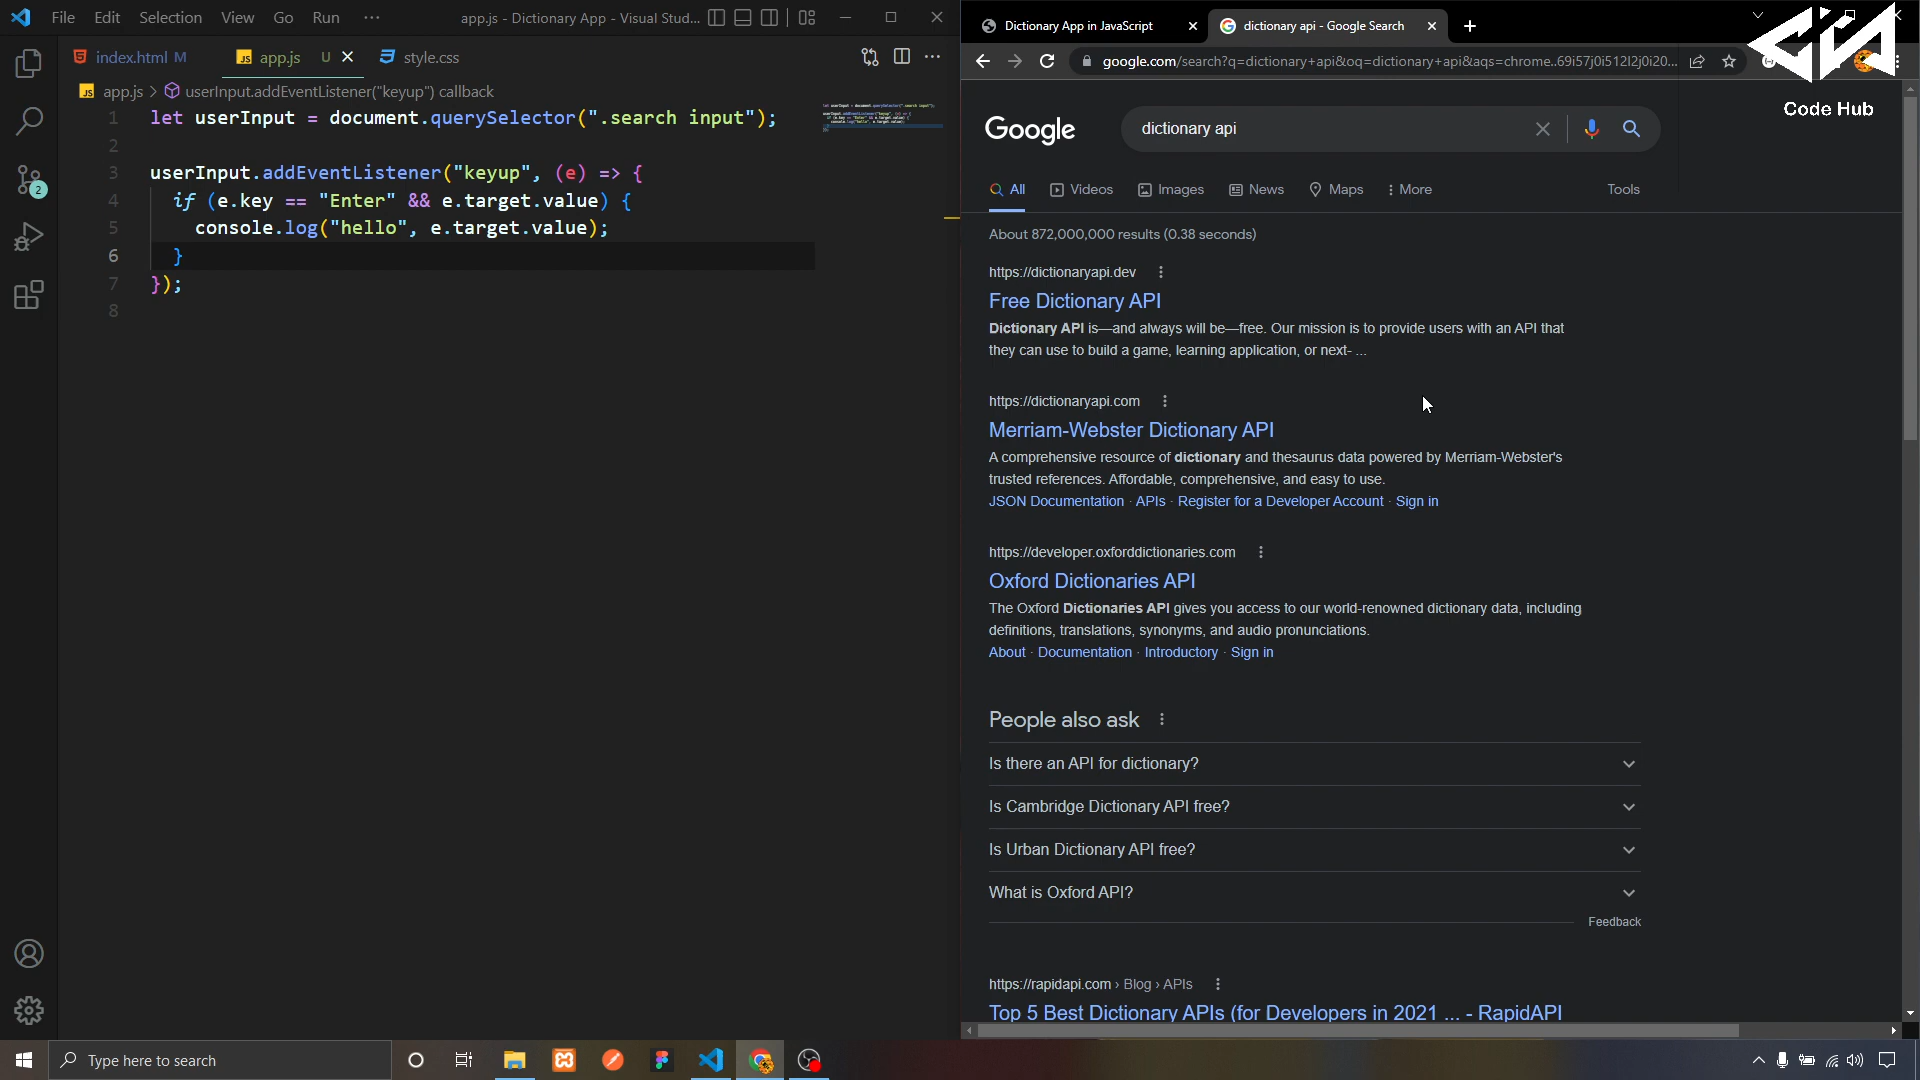 File Edit Selection View Go Run ··· app.js - Dictionary App - Visual Stud...
index.html M
JS app.js U
style.css
JS app.js > userInput.addEventListener("keyup") callback
1 let userInput = document.querySelector(".search input");
2
3 userInput.addEventListener("keyup", (e) => {
4 if (e.key == "Enter" && e.target.value) {
5 console.log("hello", e.target.value);
6 }
7 });
8
2
Dictionary App in JavaScript
dictionary api - Google Search
google.com/search?q=dictionary+api&oq=dictionary+api&aqs=chrome..69i57j0i512l2j0i20...
Code Hub
Google
dictionary api
All Videos Images News Maps More Tools
About 872,000,000 results (0.38 seconds)
https://dictionaryapi.dev
Free Dictionary API
Dictionary API is—and always will be—free. Our mission is to provide users with an API that
they can use to build a game, learning application, or next- ...
https://dictionaryapi.com
Merriam-Webster Dictionary API
A comprehensive resource of dictionary and thesaurus data powered by Merriam-Webster's
trusted references. Affordable, comprehensive, and easy to use.
JSON Documentation · APIs · Register for a Developer Account · Sign in
https://developer.oxforddictionaries.com
Oxford Dictionaries API
The Oxford Dictionaries API gives you access to our world-renowned dictionary data, including
definitions, translations, synonyms, and audio pronunciations.
About · Documentation · Introductory · Sign in
People also ask
Is there an API for dictionary?
Is Cambridge Dictionary API free?
Is Urban Dictionary API free?
What is Oxford API?
Feedback
https://rapidapi.com › Blog › APIs
Top 5 Best Dictionary APIs (for Developers in 2021 ... - RapidAPI
Type here to search